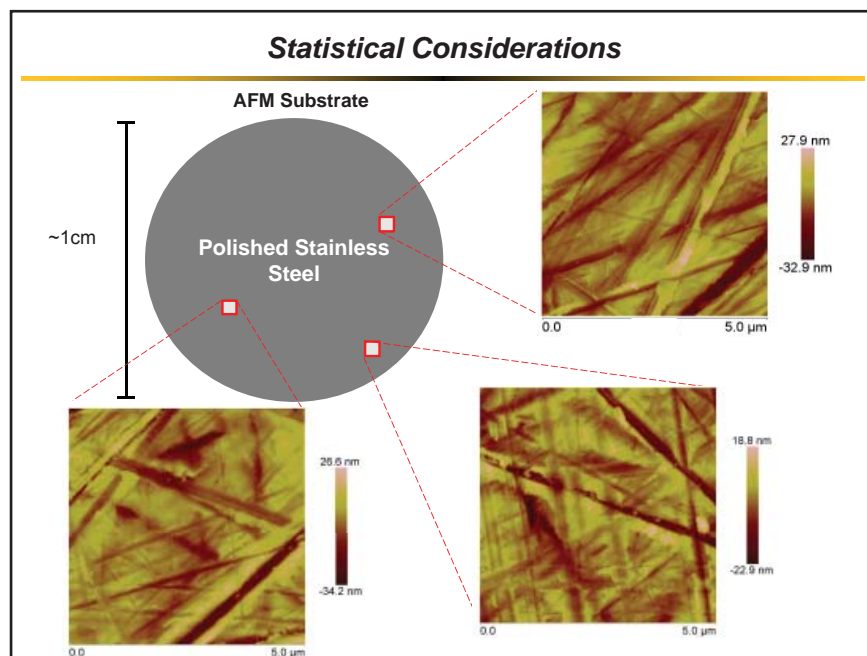 Statistical Considerations
AFM Substrate
~1cm
Polished Stainless
Steel
27.9 nm
-32.9 nm
0.0 5.0 µm
26.6 nm
-34.2 nm
0.0 5.0 µm
18.8 nm
-22.9 nm
0.0 5.0 µm